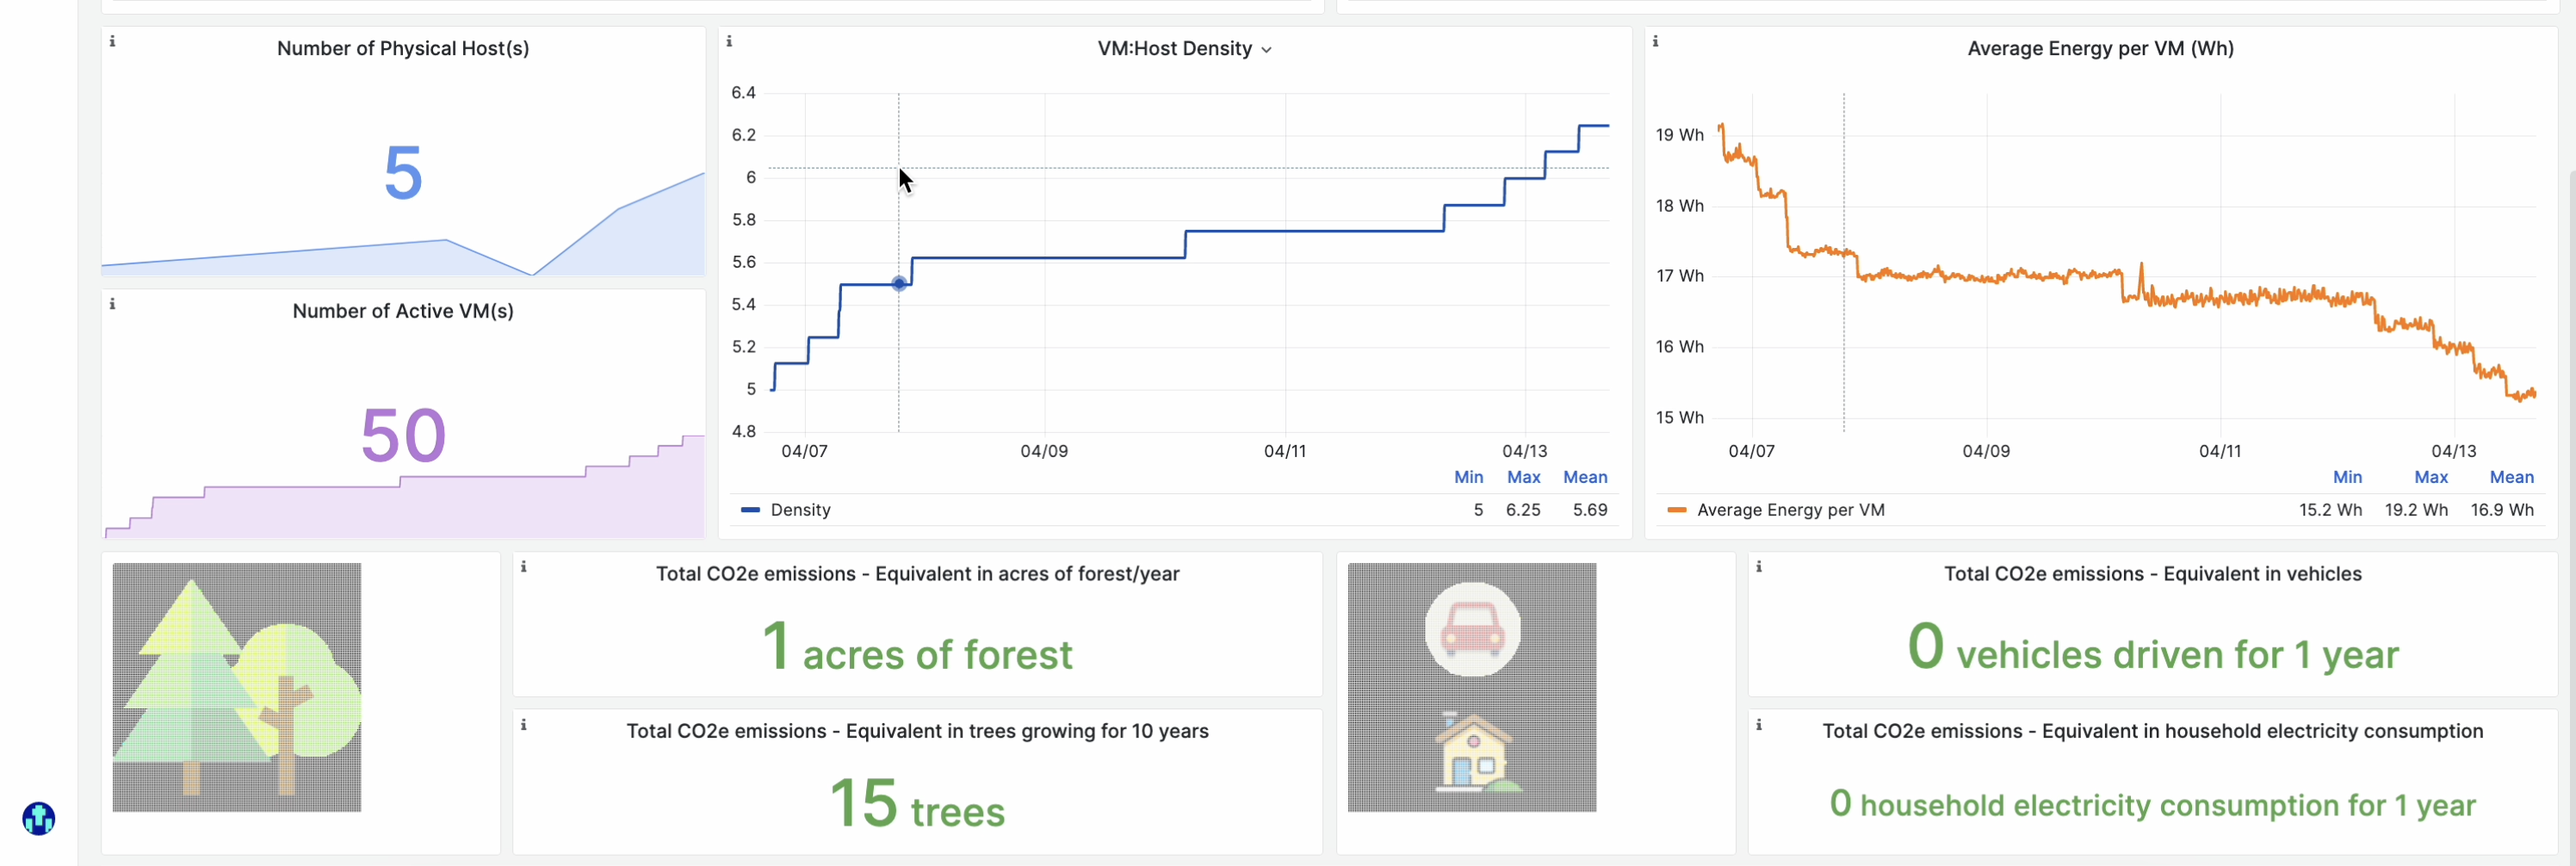 Number of Physical Host(s)
5
Number of Active VM(s)
50
VM:Host Density
6.4
6.2
6
5.8
5.6
5.4
5.2
5
4.8
04/07 04/09 04/11 04/13
Min Max Mean
Density 5 6.25 5.69
Average Energy per VM (Wh)
19 Wh
18 Wh
17 Wh
16 Wh
15 Wh
04/07 04/09 04/11 04/13
Min Max Mean
Average Energy per VM 15.2 Wh 19.2 Wh 16.9 Wh
Total CO2e emissions - Equivalent in acres of forest/year
1 acres of forest
Total CO2e emissions - Equivalent in trees growing for 10 years
15 trees
Total CO2e emissions - Equivalent in vehicles
0 vehicles driven for 1 year
Total CO2e emissions - Equivalent in household electricity consumption
0 household electricity consumption for 1 year